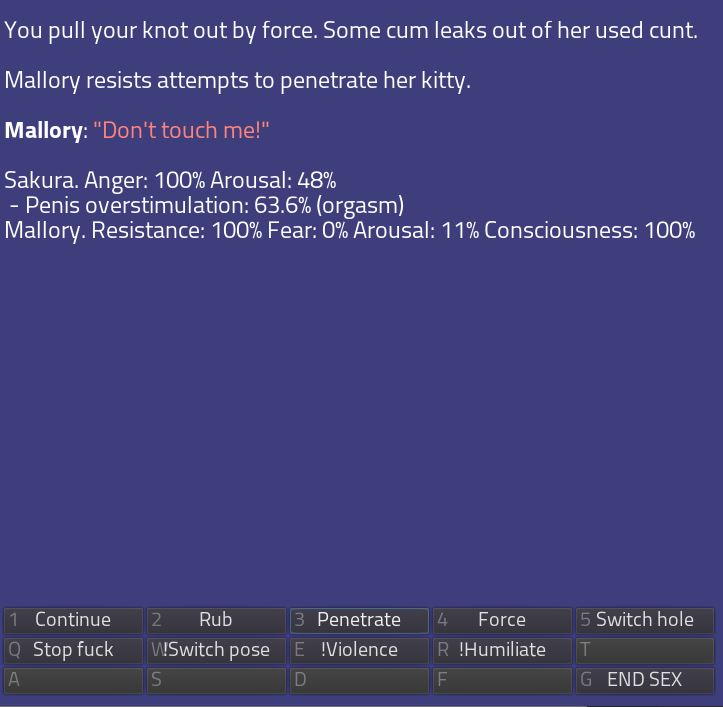 You pull your knot out by force. Some cum leaks out of her used cunt.
Mallory resists attempts to penetrate her kitty.
Mallory: "Don't touch me!"
Sakura. Anger: 100% Arousal: 48%
- Penis overstimulation: 63.6% (orgasm)
Mallory. Resistance: 100% Fear: 0% Arousal: 11% Consciousness: 100%
1 Continue 2 Rub 3 Penetrate 4 Force 5 Switch hole
Q Stop fuck W !Switch pose E !Violence R !Humiliate T
A S D F G END SEX